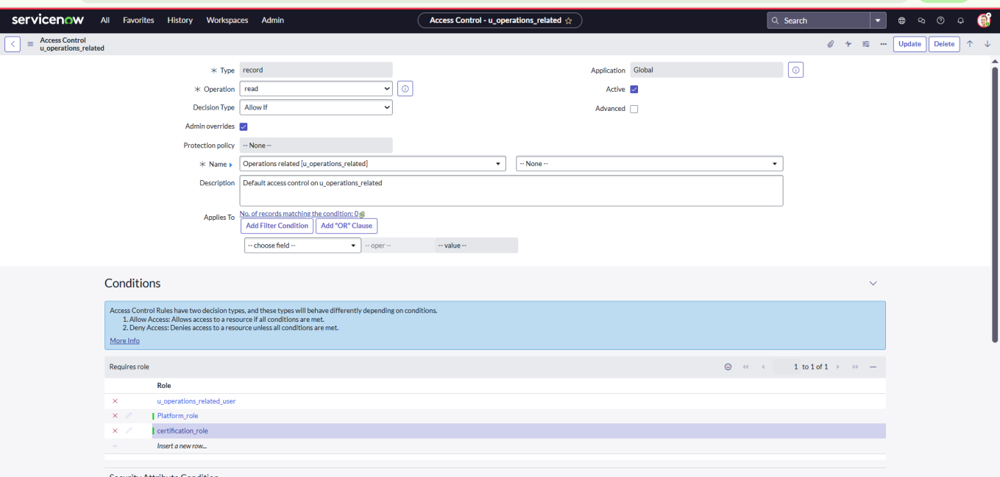 servicenow All Favorites History Workspaces Admin Access Control - u_operations_related Search
Access Control
u_operations_related
Update Delete
Type record Application Global
Operation read Active
Decision Type Allow If Advanced
Admin overrides
Protection policy -- None --
Name Operations related [u_operations_related] -- None --
Description Default access control on u_operations_related
Applies To No. of records matching the condition: 0
Add Filter Condition Add "OR" Clause
-- choose field -- -- oper -- -- value --
Conditions
Access Control Rules have two decision types, and these types will behave differently depending on conditions.
1. Allow Access: Allows access to a resource if all conditions are met.
2. Deny Access: Denies access to a resource unless all conditions are met.
More Info
Requires role 1 to 1 of 1
Role
u_operations_related_user
Platform_role
certification_role
Insert a new row...
Security Attribute Condition